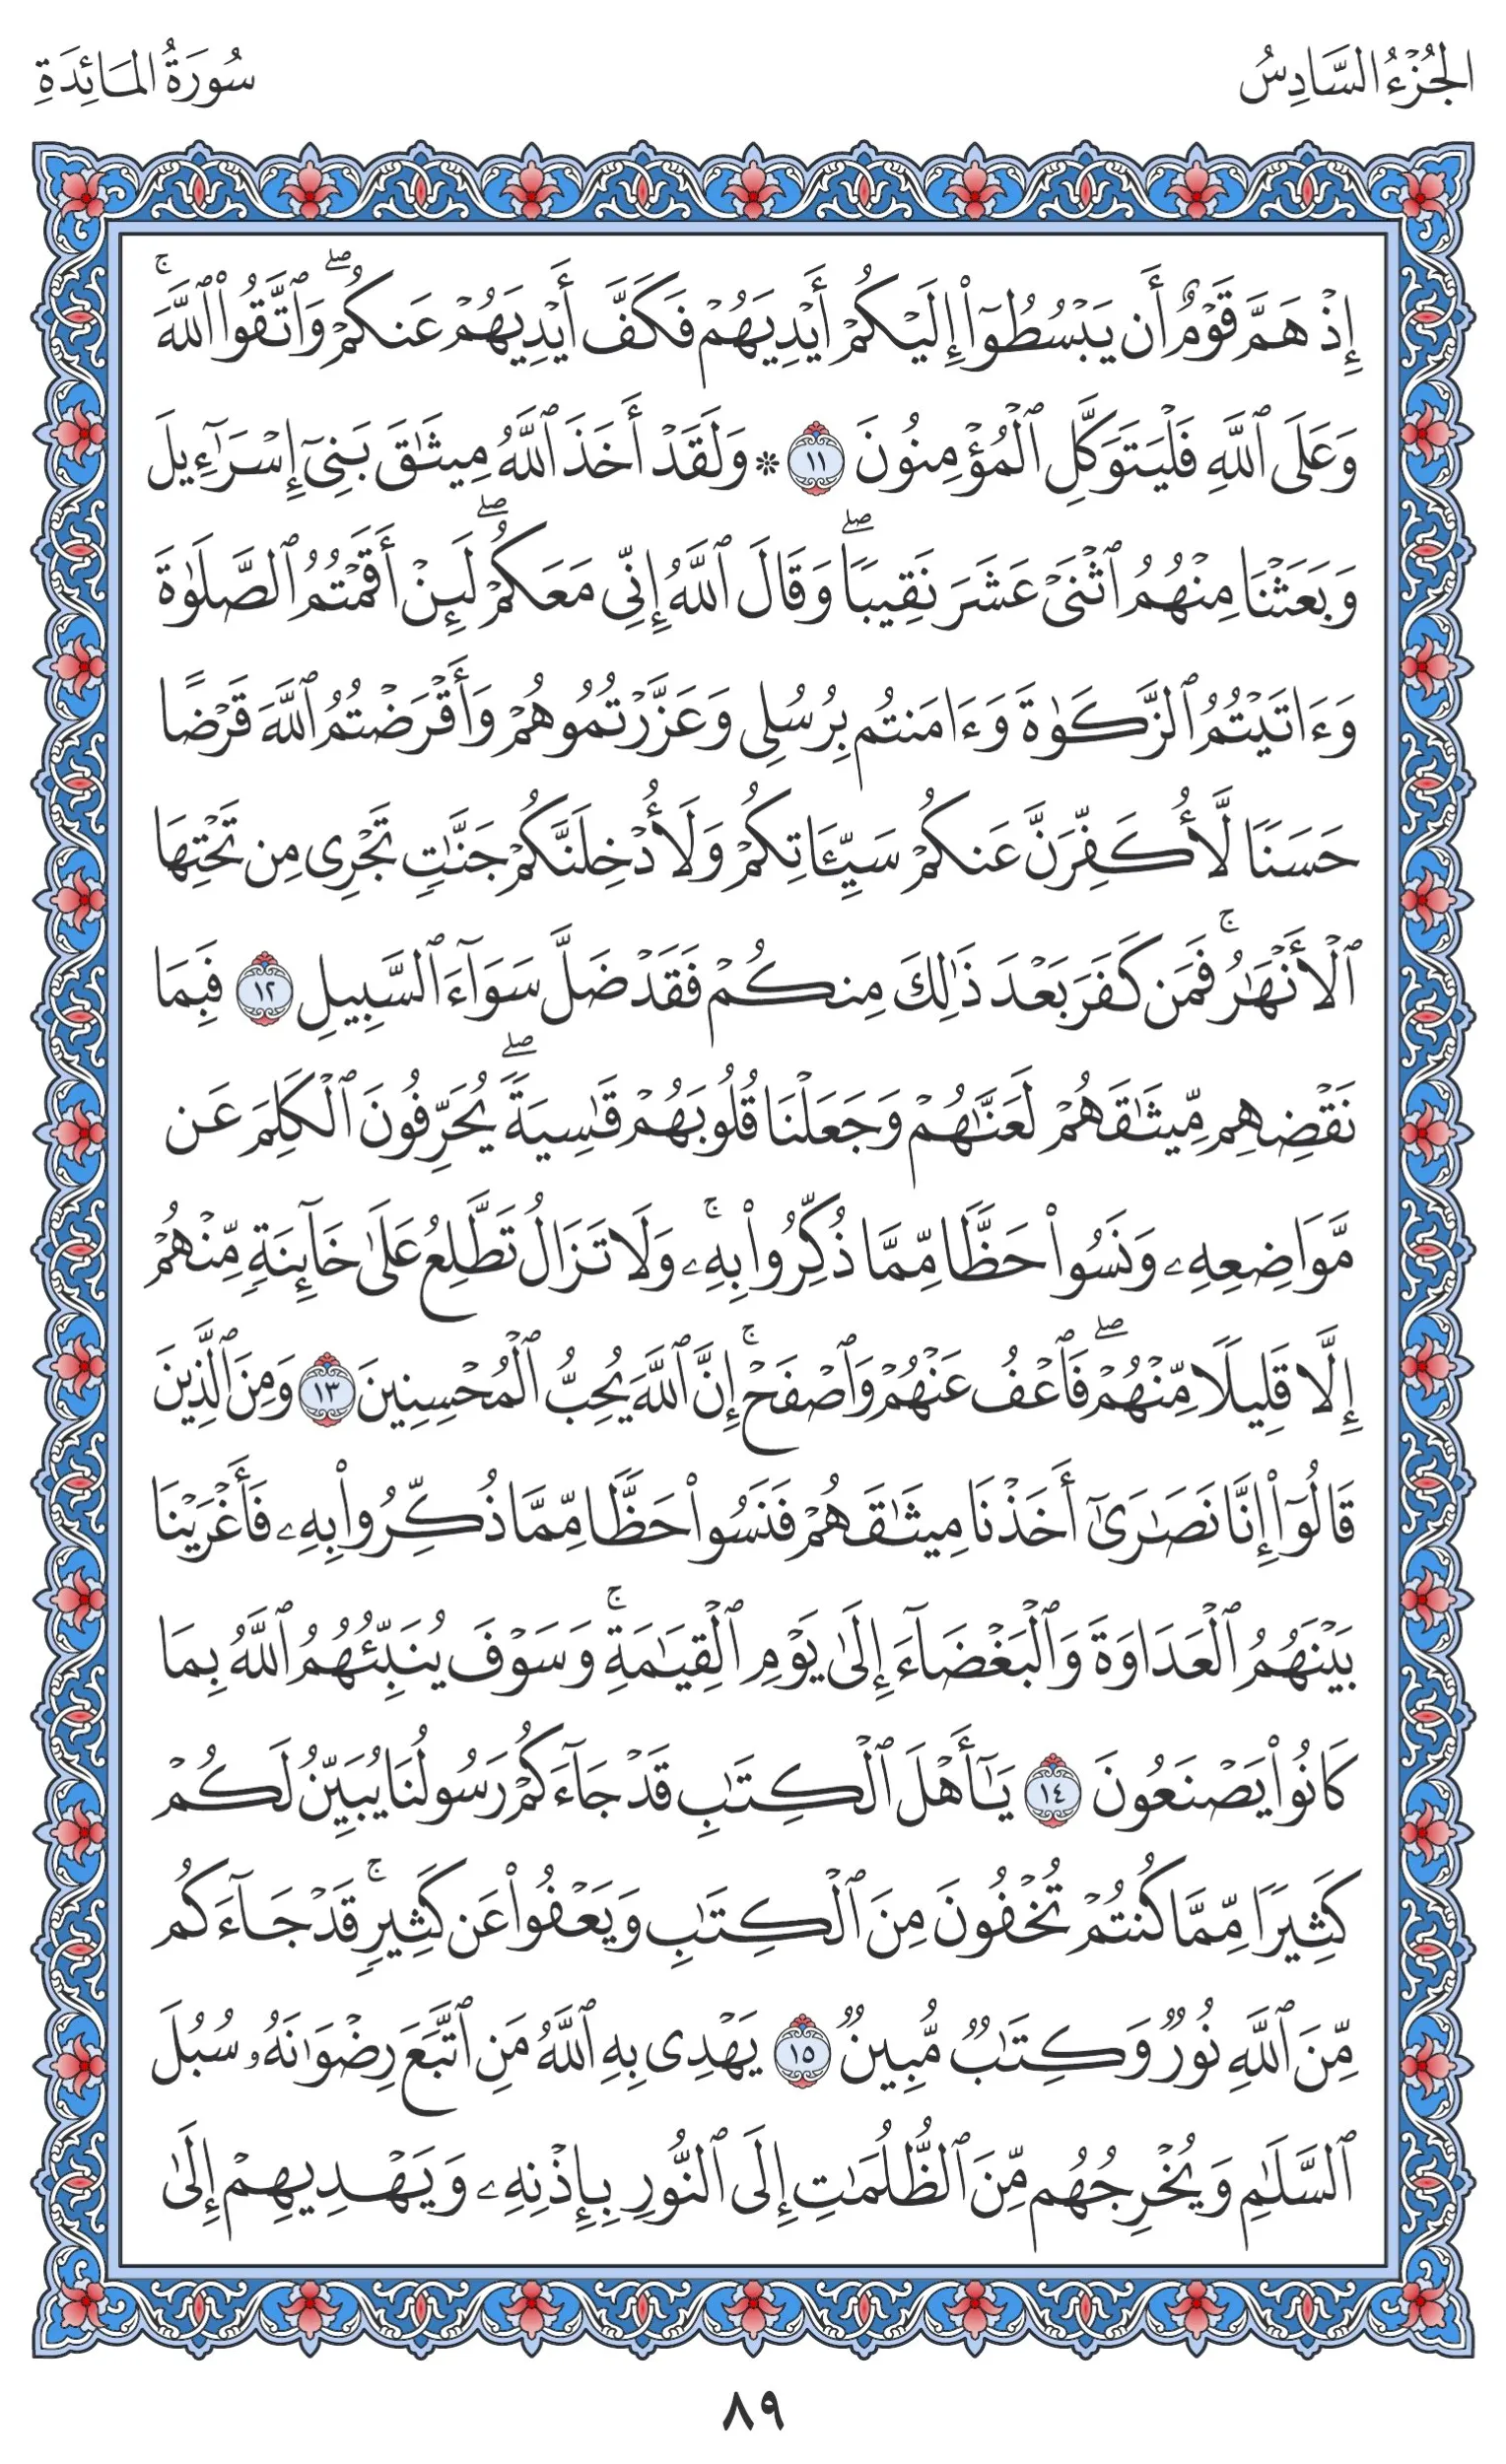 الجُزْءُ السَّادِسُ
سُورَةُ المَائِدَةِ
إِذۡ هَمَّ قَوۡمٌ أَن يَبۡسُطُوٓاْ إِلَيۡكُمۡ أَيۡدِيَهُمۡ فَكَفَّ أَيۡدِيَهُمۡ عَنكُمۡۖ وَٱتَّقُواْ ٱللَّهَۚ
وَعَلَى ٱللَّهِ فَلۡيَتَوَكَّلِ ٱلۡمُؤۡمِنُونَ ١١ ۞ وَلَقَدۡ أَخَذَ ٱللَّهُ مِيثَٰقَ بَنِيٓ إِسۡرَٰٓءِيلَ
وَبَعَثۡنَا مِنۡهُمُ ٱثۡنَيۡ عَشَرَ نَقِيبٗاۖ وَقَالَ ٱللَّهُ إِنِّي مَعَكُمۡۖ لَئِنۡ أَقَمۡتُمُ ٱلصَّلَوٰةَ
وَءَاتَيۡتُمُ ٱلزَّكَوٰةَ وَءَامَنتُم بِرُسُلِي وَعَزَّرۡتُمُوهُمۡ وَأَقۡرَضۡتُمُ ٱللَّهَ قَرۡضًا
حَسَنٗا لَّأُكَفِّرَنَّ عَنكُمۡ سَيِّـَٔاتِكُمۡ وَلَأُدۡخِلَنَّكُمۡ جَنَّٰتٖ تَجۡرِي مِن تَحۡتِهَا
ٱلۡأَنۡهَٰرُۚ فَمَن كَفَرَ بَعۡدَ ذَٰلِكَ مِنكُمۡ فَقَدۡ ضَلَّ سَوَآءَ ٱلسَّبِيلِ ١٢ فَبِمَا
نَقۡضِهِم مِّيثَٰقَهُمۡ لَعَنَّٰهُمۡ وَجَعَلۡنَا قُلُوبَهُمۡ قَٰسِيَةٗۖ يُحَرِّفُونَ ٱلۡكَلِمَ عَن
مَّوَاضِعِهِۦ وَنَسُواْ حَظّٗا مِّمَّا ذُكِّرُواْ بِهِۦۚ وَلَا تَزَالُ تَطَّلِعُ عَلَىٰ خَآئِنَةٖ مِّنۡهُمۡ
إِلَّا قَلِيلٗا مِّنۡهُمۡۖ فَٱعۡفُ عَنۡهُمۡ وَٱصۡفَحۡۚ إِنَّ ٱللَّهَ يُحِبُّ ٱلۡمُحۡسِنِينَ ١٣ وَمِنَ ٱلَّذِينَ
قَالُوٓاْ إِنَّا نَصَٰرَىٰٓ أَخَذۡنَا مِيثَٰقَهُمۡ فَنَسُواْ حَظّٗا مِّمَّا ذُكِّرُواْ بِهِۦ فَأَغۡرَيۡنَا
بَيۡنَهُمُ ٱلۡعَدَاوَةَ وَٱلۡبَغۡضَآءَ إِلَىٰ يَوۡمِ ٱلۡقِيَٰمَةِۚ وَسَوۡفَ يُنَبِّئُهُمُ ٱللَّهُ بِمَا
كَانُواْ يَصۡنَعُونَ ١٤ يَٰٓأَهۡلَ ٱلۡكِتَٰبِ قَدۡ جَآءَكُمۡ رَسُولُنَا يُبَيِّنُ لَكُمۡ
كَثِيرٗا مِّمَّا كُنتُمۡ تُخۡفُونَ مِنَ ٱلۡكِتَٰبِ وَيَعۡفُواْ عَن كَثِيرٖۚ قَدۡ جَآءَكُم
مِّنَ ٱللَّهِ نُورٞ وَكِتَٰبٞ مُّبِينٞ ١٥ يَهۡدِي بِهِ ٱللَّهُ مَنِ ٱتَّبَعَ رِضۡوَٰنَهُۥ سُبُلَ
ٱلسَّلَٰمِ وَيُخۡرِجُهُم مِّنَ ٱلظُّلُمَٰتِ إِلَى ٱلنُّورِ بِإِذۡنِهِۦ وَيَهۡدِيهِمۡ إِلَىٰ
٨٩